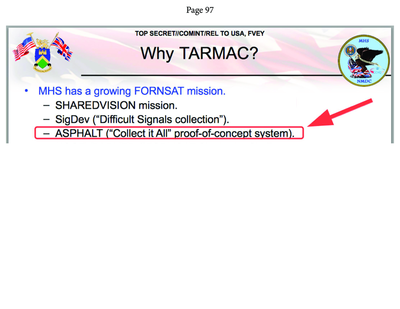 Page 97
TOP SECRET//COMINT/REL TO USA, FVEY
Why TARMAC?
MHS
NMDC
• MHS has a growing FORNSAT mission.
– SHAREDVISION mission.
– SigDev (“Difficult Signals collection”).
– ASPHALT (“Collect it All” proof-of-concept system).